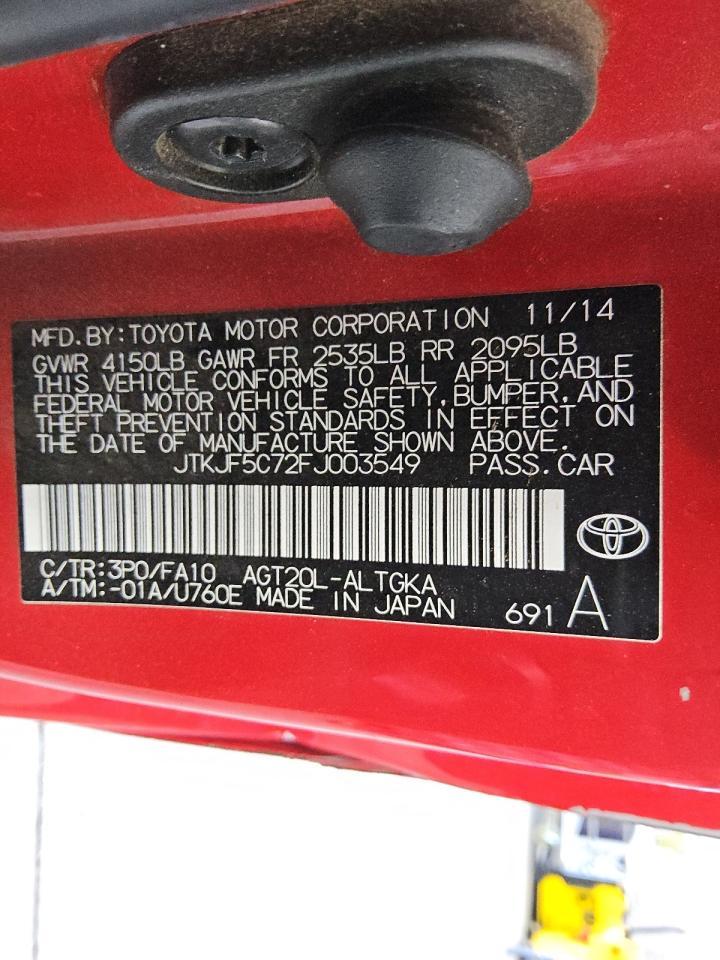 MFD.BY:TOYOTA MOTOR CORPORATION 11/14
GVWR 4150LB GAWR FR 2535LB RR 2095LB
THIS VEHICLE CONFORMS TO ALL APPLICABLE
FEDERAL MOTOR VEHICLE SAFETY,BUMPER,AND
THEFT PREVENTION STANDARDS IN EFFECT ON
THE DATE OF MANUFACTURE SHOWN ABOVE.
JTKJF5C72FJ003549 PASS.CAR
C/TR:3P0/FA10 AGT20L-ALTGKA
A/TM:-01A/U760E MADE IN JAPAN 691 A